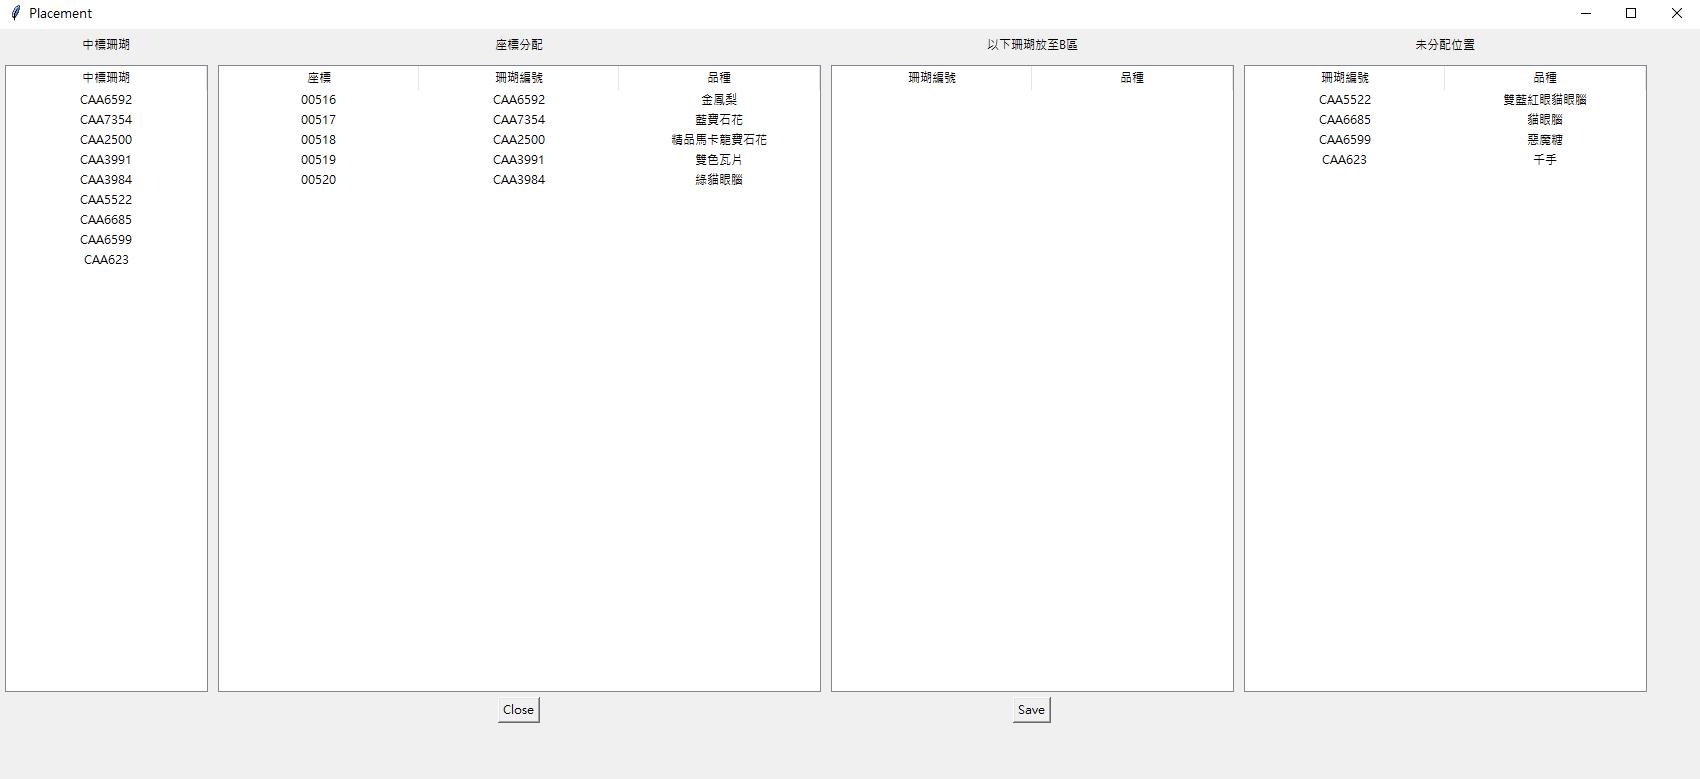 Placement
中標珊瑚 座標分配 以下珊瑚放至B區 未分配位置
中標珊瑚 座標 珊瑚編號 品種 珊瑚編號 品種 珊瑚編號 品種
CAA6592 00516 CAA6592 金鳳梨 CAA5522 雙藍紅眼貓眼腦
CAA7354 00517 CAA7354 藍寶石花 CAA6685 貓眼腦
CAA2500 00518 CAA2500 精品馬卡龍寶石花 CAA6599 惡魔糖
CAA3991 00519 CAA3991 雙色瓦片 CAA623 千手
CAA3984 00520 CAA3984 綠貓眼腦
CAA5522
CAA6685
CAA6599
CAA623
Close Save